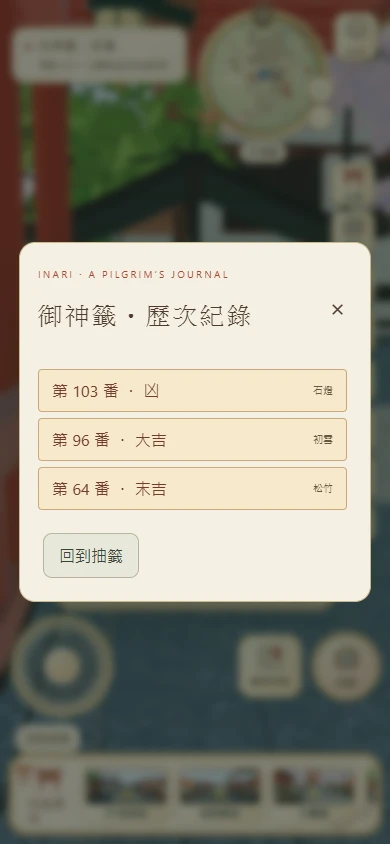 INARI · A PILGRIM'S JOURNAL
御神籤・歷次紀錄
×
第 103 番 · 凶 石燈
第 96 番 · 大吉 初雪
第 64 番 · 末吉 松竹
回到抽籤